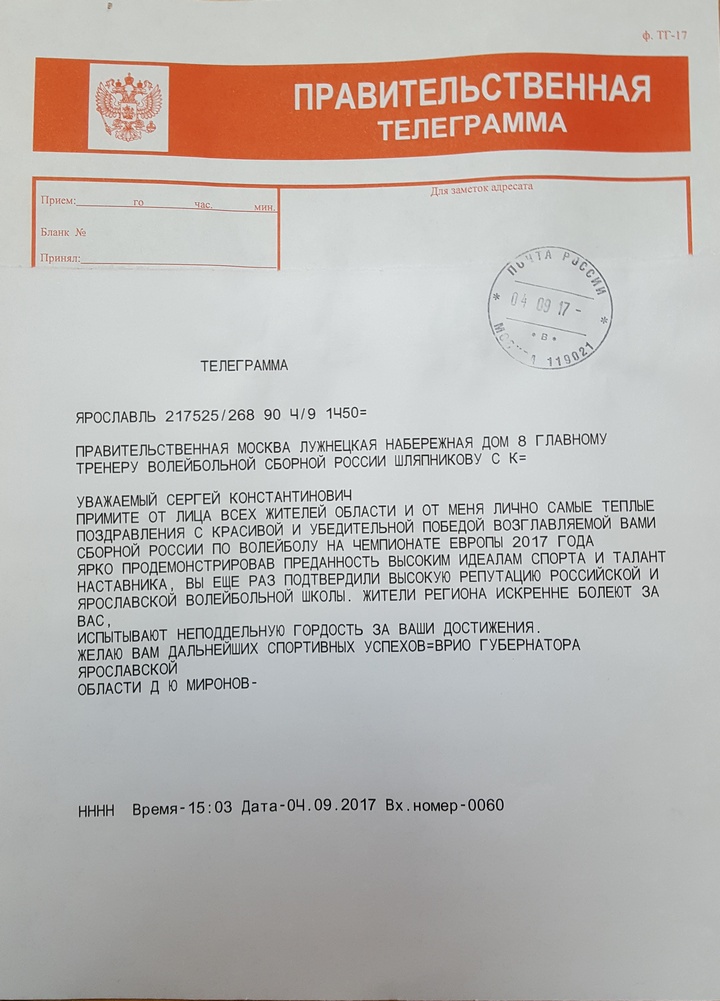 ф. ТГ-17
ПРАВИТЕЛЬСТВЕННАЯ
ТЕЛЕГРАММА
Прием: го час. мин.
Бланк №
Принял:
Для заметок адресата
ПОЧТА РОССИИ
04 09 17 -
* В *
МОСКВА 119021
ТЕЛЕГРАММА
ЯРОСЛАВЛЬ 217525/268 90 Ч/9 1Ч50=
ПРАВИТЕЛЬСТВЕННАЯ МОСКВА ЛУЖНЕЦКАЯ НАБЕРЕЖНАЯ ДОМ 8 ГЛАВНОМУ
ТРЕНЕРУ ВОЛЕЙБОЛЬНОЙ СБОРНОЙ РОССИИ ШЛЯПНИКОВУ С К=
УВАЖАЕМЫЙ СЕРГЕЙ КОНСТАНТИНОВИЧ
ПРИМИТЕ ОТ ЛИЦА ВСЕХ ЖИТЕЛЕЙ ОБЛАСТИ И ОТ МЕНЯ ЛИЧНО САМЫЕ ТЕПЛЫЕ
ПОЗДРАВЛЕНИЯ С КРАСИВОЙ И УБЕДИТЕЛЬНОЙ ПОБЕДОЙ ВОЗГЛАВЛЯЕМОЙ ВАМИ
СБОРНОЙ РОССИИ ПО ВОЛЕЙБОЛУ НА ЧЕМПИОНАТЕ ЕВРОПЫ 2017 ГОДА
ЯРКО ПРОДЕМОНСТРИРОВАВ ПРЕДАННОСТЬ ВЫСОКИМ ИДЕАЛАМ СПОРТА И ТАЛАНТ
НАСТАВНИКА, ВЫ ЕЩЕ РАЗ ПОДТВЕРДИЛИ ВЫСОКУЮ РЕПУТАЦИЮ РОССИЙСКОЙ И
ЯРОСЛАВСКОЙ ВОЛЕЙБОЛЬНОЙ ШКОЛЫ. ЖИТЕЛИ РЕГИОНА ИСКРЕННЕ БОЛЕЮТ ЗА
ВАС,
ИСПЫТЫВАЮТ НЕПОДДЕЛЬНУЮ ГОРДОСТЬ ЗА ВАШИ ДОСТИЖЕНИЯ.
ЖЕЛАЮ ВАМ ДАЛЬНЕЙШИХ СПОРТИВНЫХ УСПЕХОВ=ВРИО ГУБЕРНАТОРА
ЯРОСЛАВСКОЙ
ОБЛАСТИ Д Ю МИРОНОВ-
НННН Время-15:03 Дата-04.09.2017 Вх.номер-0060